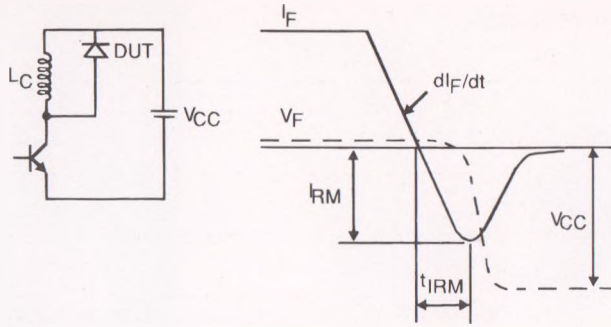 LC
DUT
VCC
IF
dIF/dt
VF
IRM
VCC
tIRM